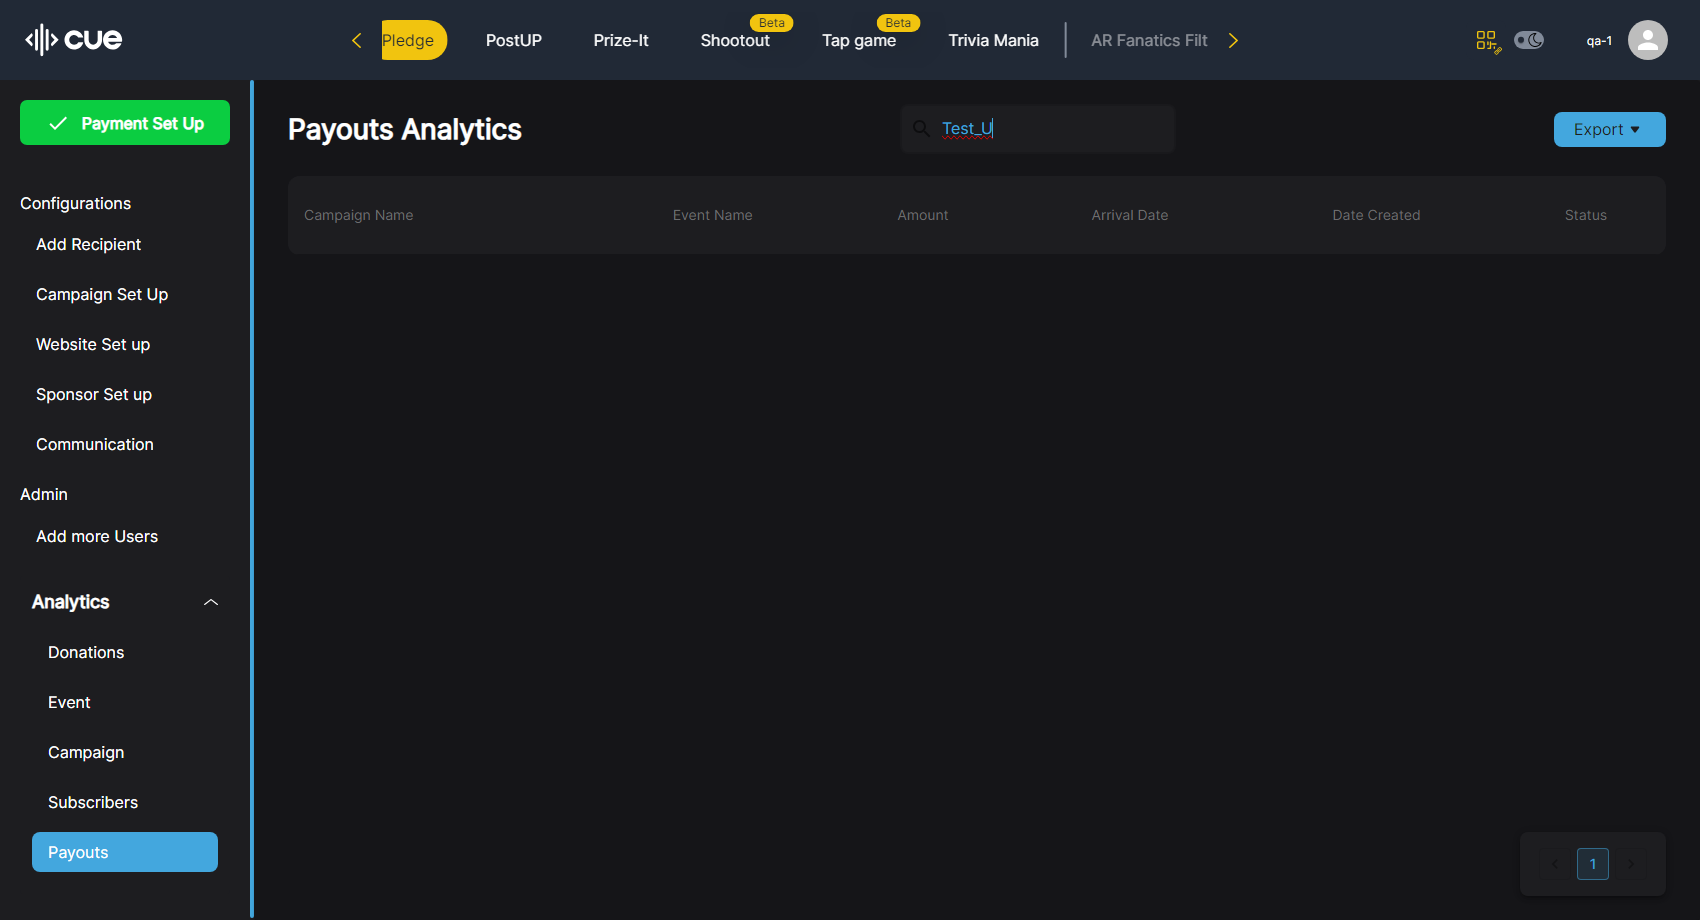 cue
Pledge
PostUP
Prize-It
Beta
Shootout
Beta
Tap game
Trivia Mania
AR Fanatics Filt
qa-1
Payment Set Up
Configurations
Add Recipient
Campaign Set Up
Website Set up
Sponsor Set up
Communication
Admin
Add more Users
Analytics
Donations
Event
Campaign
Subscribers
Payouts
Payouts Analytics
Test_U
Export
Campaign Name
Event Name
Amount
Arrival Date
Date Created
Status
1